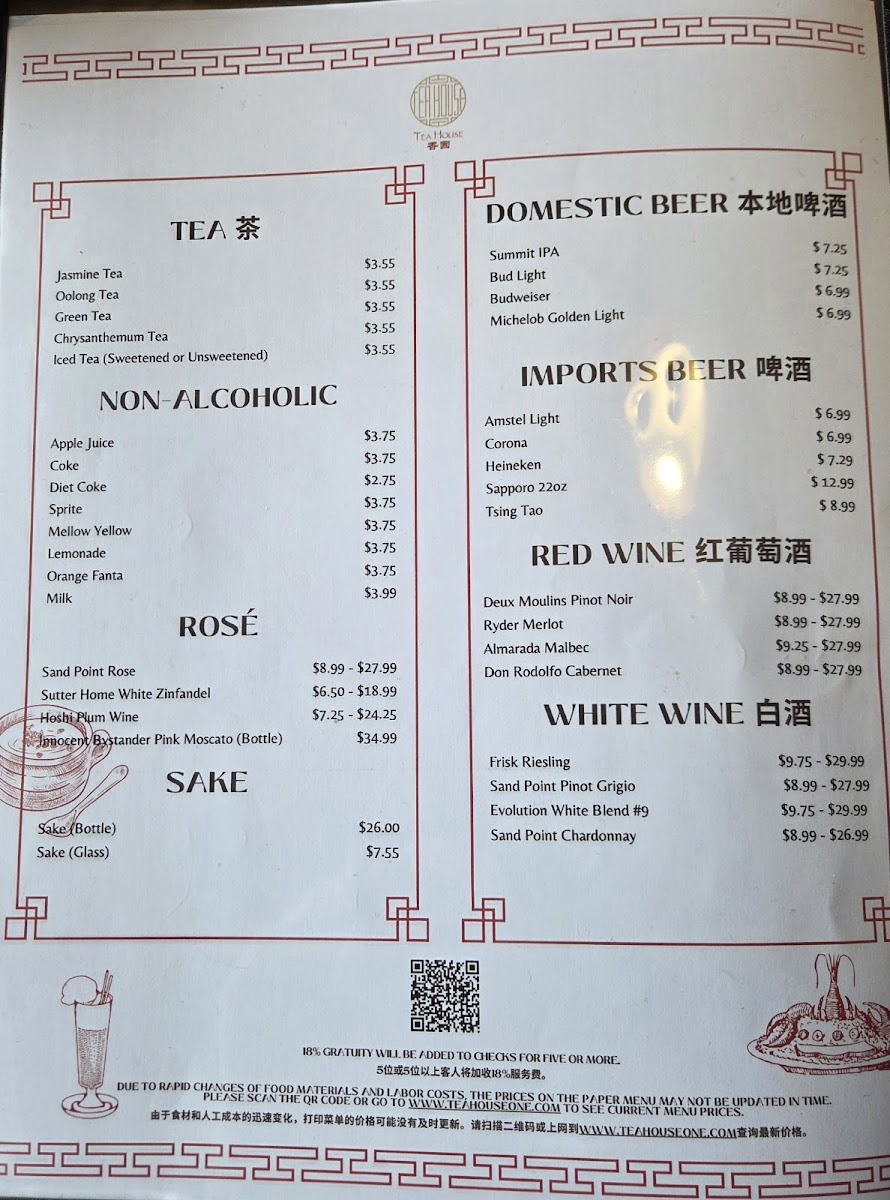 TEA HOUSE
TEA HOUSE
香圃
TEA 茶
Jasmine Tea $3.55
Oolong Tea $3.55
Green Tea $3.55
Chrysanthemum Tea $3.55
Iced Tea (Sweetened or Unsweetened) $3.55
NON-ALCOHOLIC
Apple Juice $3.75
Coke $3.75
Diet Coke $2.75
Sprite $3.75
Mellow Yellow $3.75
Lemonade $3.75
Orange Fanta $3.75
Milk $3.99
ROSÉ
Sand Point Rose $8.99 - $27.99
Sutter Home White Zinfandel $6.50 - $18.99
Hoshi Plum Wine $7.25 - $24.25
Innocent Bystander Pink Moscato (Bottle) $34.99
SAKE
Sake (Bottle) $26.00
Sake (Glass) $7.55
DOMESTIC BEER 本地啤酒
Summit IPA $7.25
Bud Light $7.25
Budweiser $6.99
Michelob Golden Light $6.99
IMPORTS BEER 啤酒
Amstel Light $6.99
Corona $6.99
Heineken $7.29
Sapporo 22oz $12.99
Tsing Tao $8.99
RED WINE 红葡萄酒
Deux Moulins Pinot Noir $8.99 - $27.99
Ryder Merlot $8.99 - $27.99
Almarada Malbec $9.25 - $27.99
Don Rodolfo Cabernet $8.99 - $27.99
WHITE WINE 白酒
Frisk Riesling $9.75 - $29.99
Sand Point Pinot Grigio $8.99 - $27.99
Evolution White Blend #9 $9.75 - $29.99
Sand Point Chardonnay $8.99 - $26.99
18% GRATUITY WILL BE ADDED TO CHECKS FOR FIVE OR MORE.
5位或5位以上客人将加收18%服务费。
DUE TO RAPID CHANGES OF FOOD MATERIALS AND LABOR COSTS, THE PRICES ON THE PAPER MENU MAY NOT BE UPDATED IN TIME.
PLEASE SCAN THE QR CODE OR GO TO WWW.TEAHOUSEONE.COM TO SEE CURRENT MENU PRICES.
由于食材和人工成本的迅速变化，打印菜单的价格可能没有及时更新。请扫描二维码或上网到WWW.TEAHOUSEONE.COM查询最新价格。